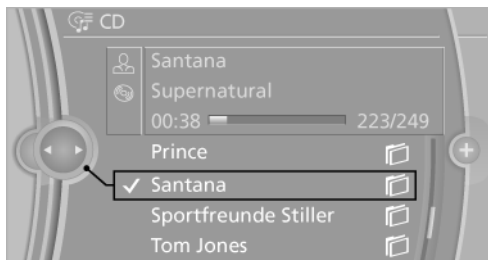 CD
Santana
Supernatural
00:38 223/249
Prince
Santana
Sportfreunde Stiller
Tom Jones